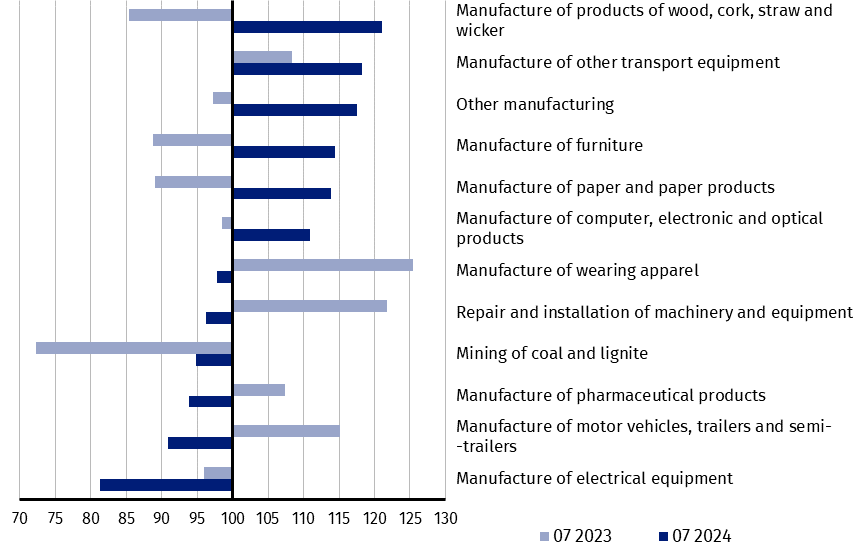 Manufacture of products of wood, cork, straw and
wicker
Manufacture of other transport equipment
Other manufacturing
Manufacture of furniture
Manufacture of paper and paper products
Manufacture of computer, electronic and optical
products
Manufacture of wearing apparel
Repair and installation of machinery and equipment
Mining of coal and lignite
Manufacture of pharmaceutical products
Manufacture of motor vehicles, trailers and semi-
-trailers
Manufacture of electrical equipment
70 75 80 85 90 95 100 105 110 115 120 125 130
07 2023 07 2024